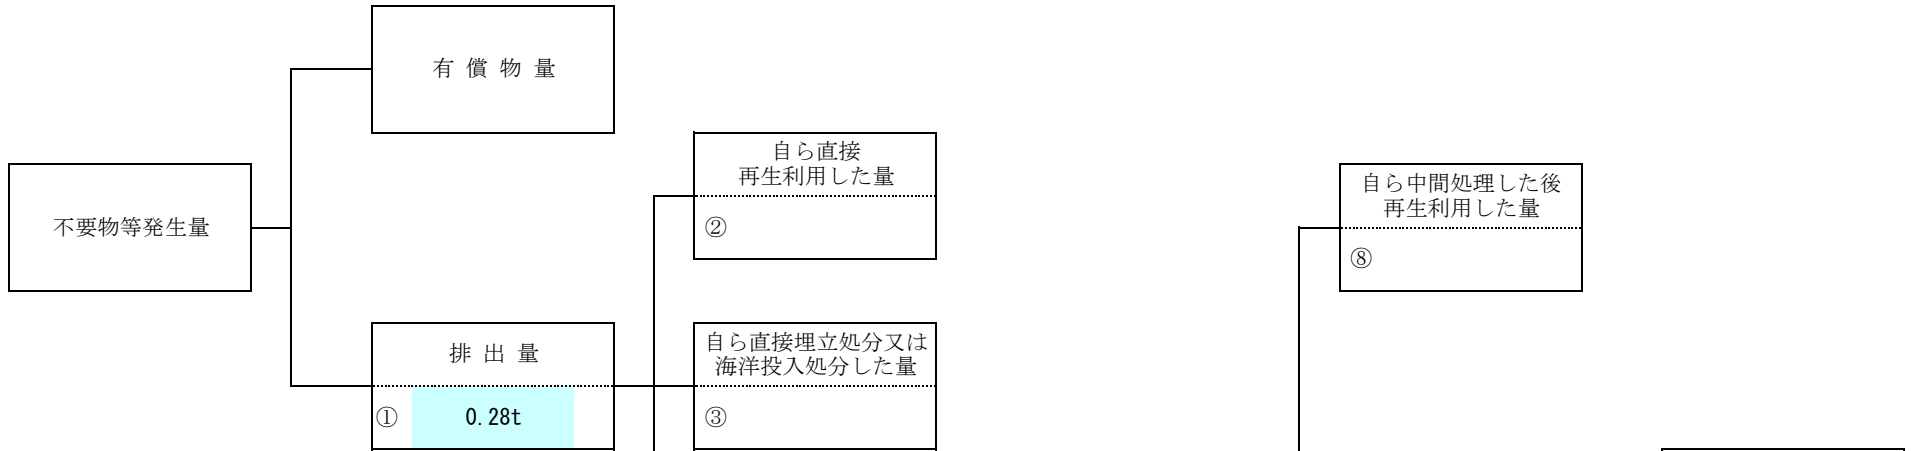 有 償 物 量
自ら直接
再生利用した量
②
不要物等発生量
自ら中間処理した後
再生利用した量
⑧
排 出 量
① 0.28t
自ら直接埋立処分又は
海洋投入処分した量
③